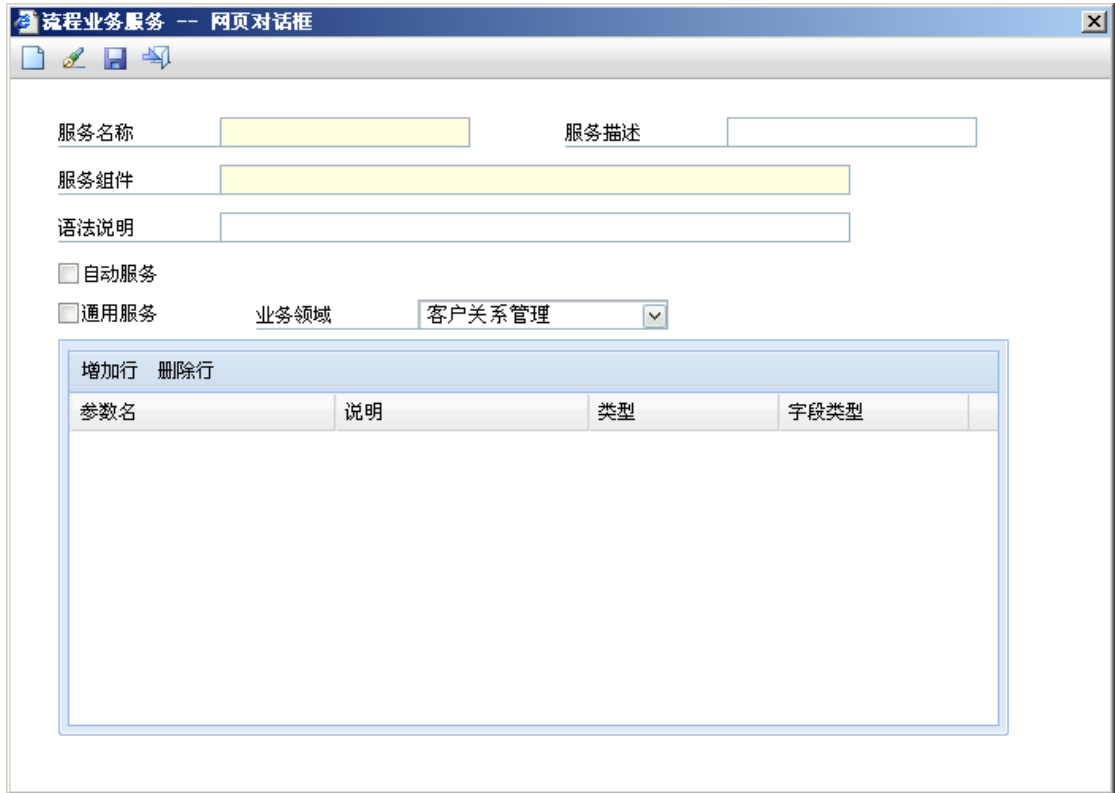 流程业务服务 -- 网页对话框
服务名称 服务描述
服务组件
语法说明
自动服务
通用服务 业务领域 客户关系管理
增加行 删除行
参数名 说明 类型 字段类型